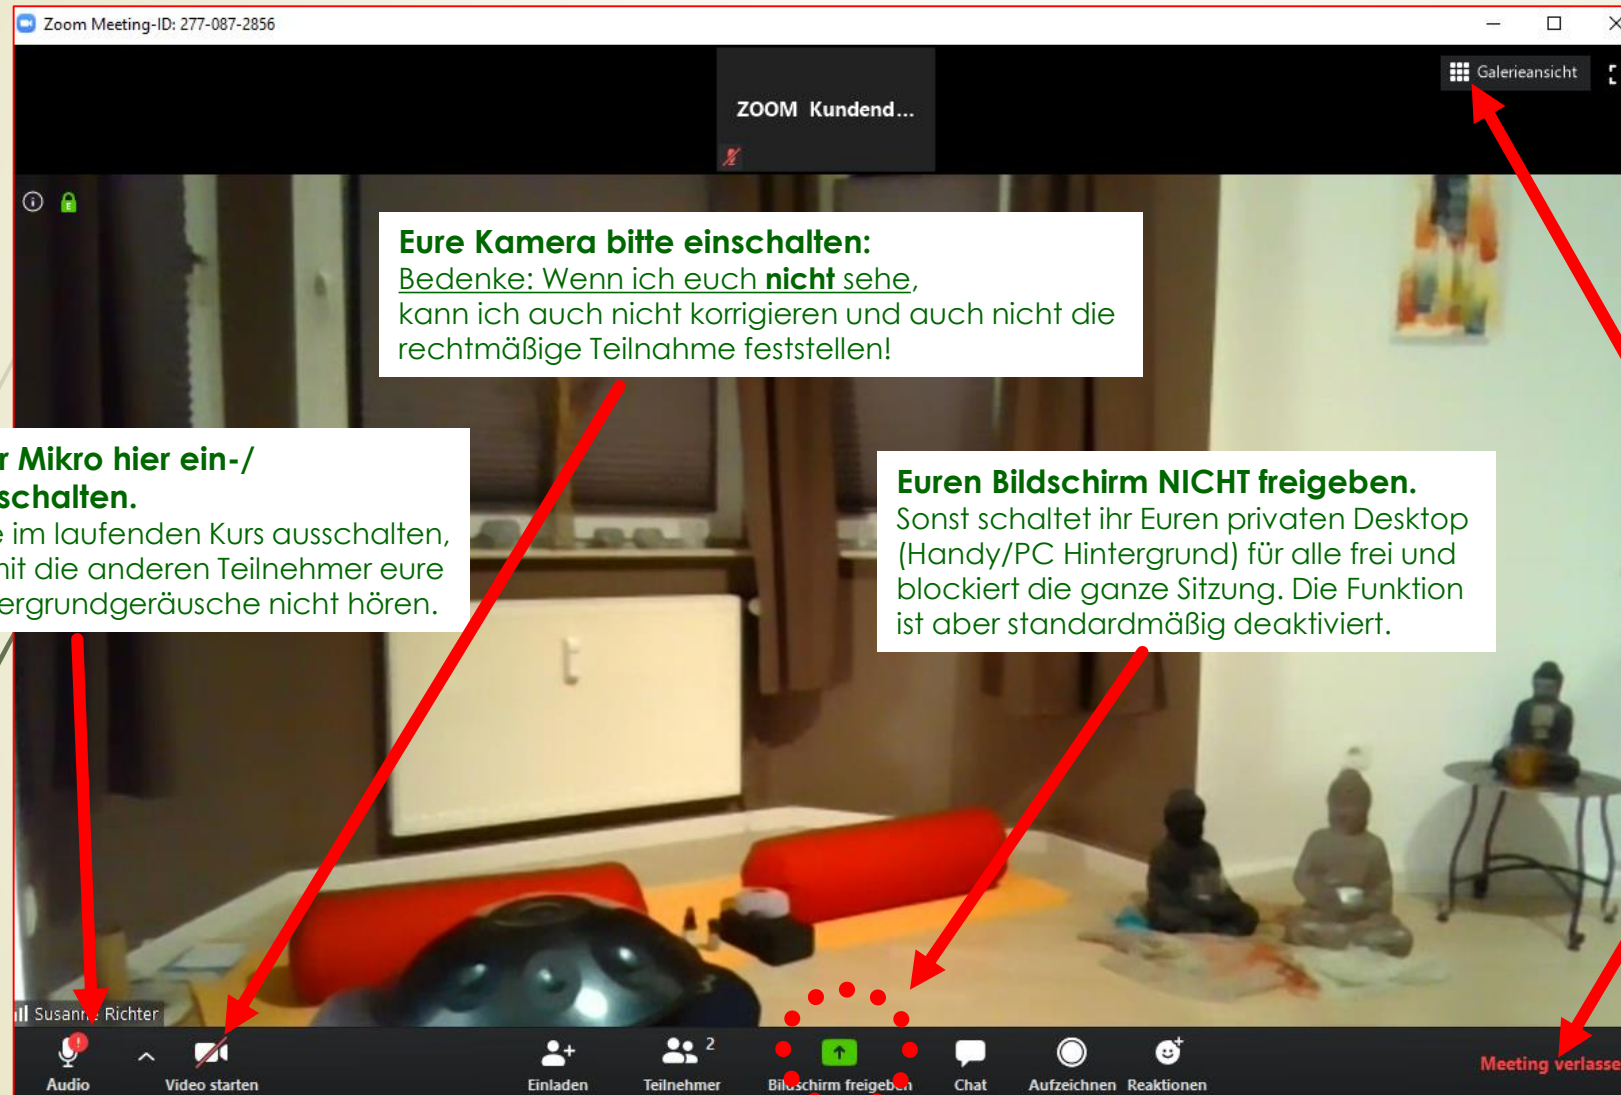 Zoom Meeting-ID: 277-087-2856
Galerieansicht
ZOOM Kundend...
Eure Kamera bitte einschalten:
Bedenke: Wenn ich euch nicht sehe,
kann ich auch nicht korrigieren und auch nicht die
rechtmäßige Teilnahme feststellen!
r Mikro hier ein-/
schalten.
e im laufenden Kurs ausschalten,
nit die anderen Teilnehmer eure
ergrundgeräusche nicht hören.
Euren Bildschirm NICHT freigeben.
Sonst schaltet ihr Euren privaten Desktop
(Handy/PC Hintergrund) für alle frei und
blockiert die ganze Sitzung. Die Funktion
ist aber standardmäßig deaktiviert.
Susanne Richter
2
Audio
Video starten
Einladen
Teilnehmer
Bildschirm freigeben
Chat
Aufzeichnen
Reaktionen
Meeting verlasse